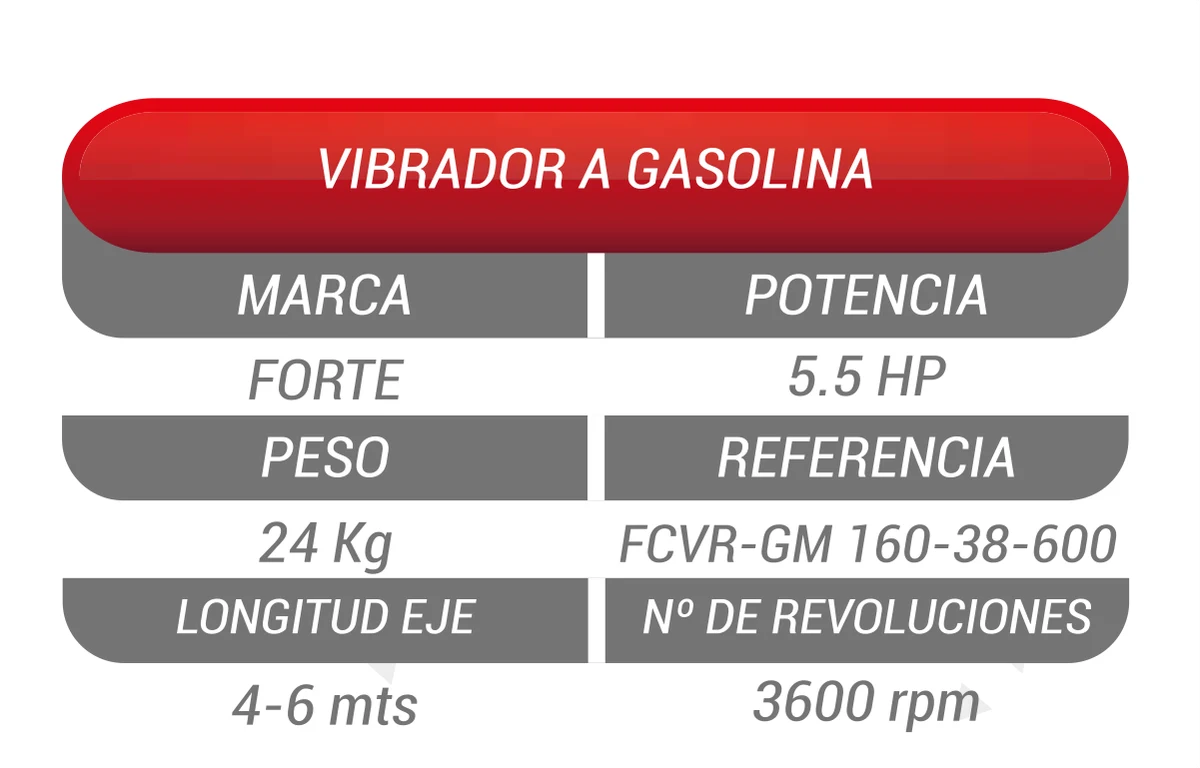 VIBRADOR A GASOLINA
MARCA POTENCIA
FORTE 5.5 HP
PESO REFERENCIA
24 Kg FCVR-GM 160-38-600
LONGITUD EJE Nº DE REVOLUCIONES
4-6 mts 3600 rpm